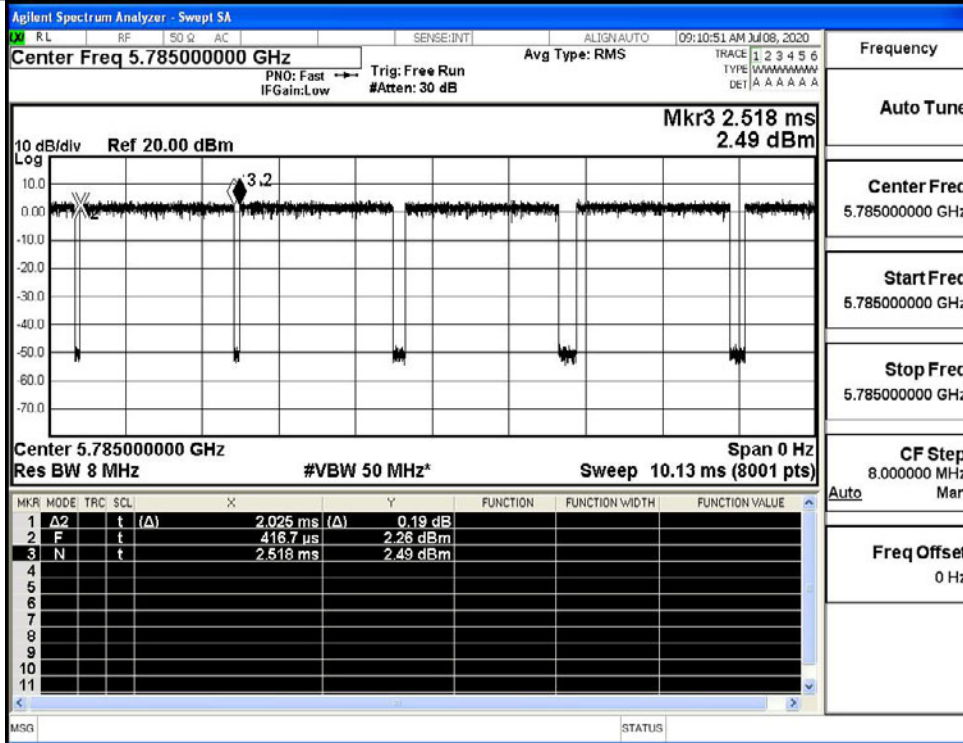 Agilent Spectrum Analyzer - Swept SA
RL RF 50 Ω AC SENSE:INT ALIGNAUTO 09:10:51 AM Jul 08, 2020
Center Freq 5.785000000 GHz Avg Type: RMS TRACE 1 2 3 4 5 6
PNO: Fast Trig: Free Run TYPE WWWWWW
IFGain:Low #Atten: 30 dB DET A A A A A A
Mkr3 2.518 ms
2.49 dBm
10 dB/div Ref 20.00 dBm
Log
10.0
0.00
-10.0
-20.0
-30.0
-40.0
-50.0
-60.0
-70.0
2
Center 5.785000000 GHz Span 0 Hz
Res BW 8 MHz #VBW 50 MHz* Sweep 10.13 ms (8001 pts)
MKR MODE TRC SCL X Y FUNCTION FUNCTION WIDTH FUNCTION VALUE
1 Δ2 t (Δ) 2.025 ms (Δ) 0.19 dB
2 F t 416.7 µs 2.26 dBm
3 N t 2.518 ms 2.49 dBm
4
5
6
7
8
9
10
11
MSG STATUS
Frequency
Auto Tune
Center Freq
5.785000000 GHz
Start Freq
5.785000000 GHz
Stop Freq
5.785000000 GHz
CF Step
8.000000 MHz
Auto Man
Freq Offset
0 Hz